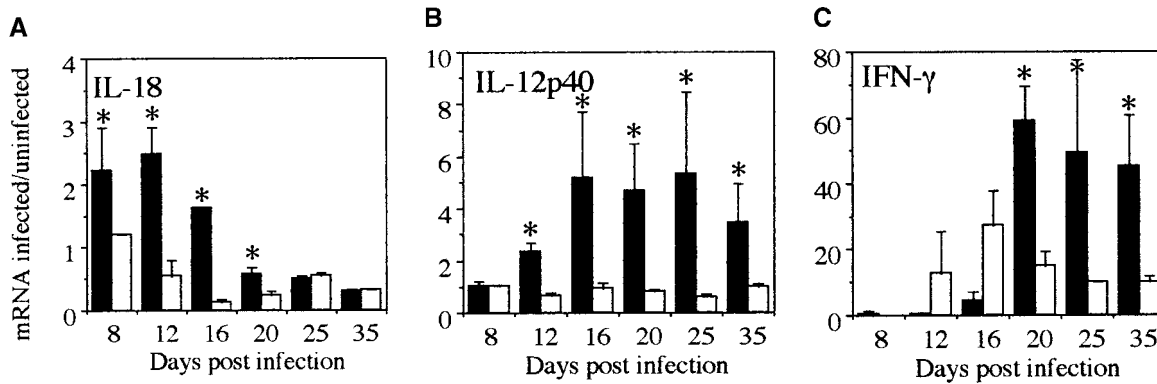 A
B
C
4
3
2
1
0
IL-18
* * * *
mRNA infected/uninfected
8 12 16 20 25 35
Days post infection
10
8
6
4
2
0
IL-12p40
* * * * *
8 12 16 20 25 35
Days post infection
80
60
40
20
10
0
IFN-γ
* * *
8 12 16 20 25 35
Days post infection